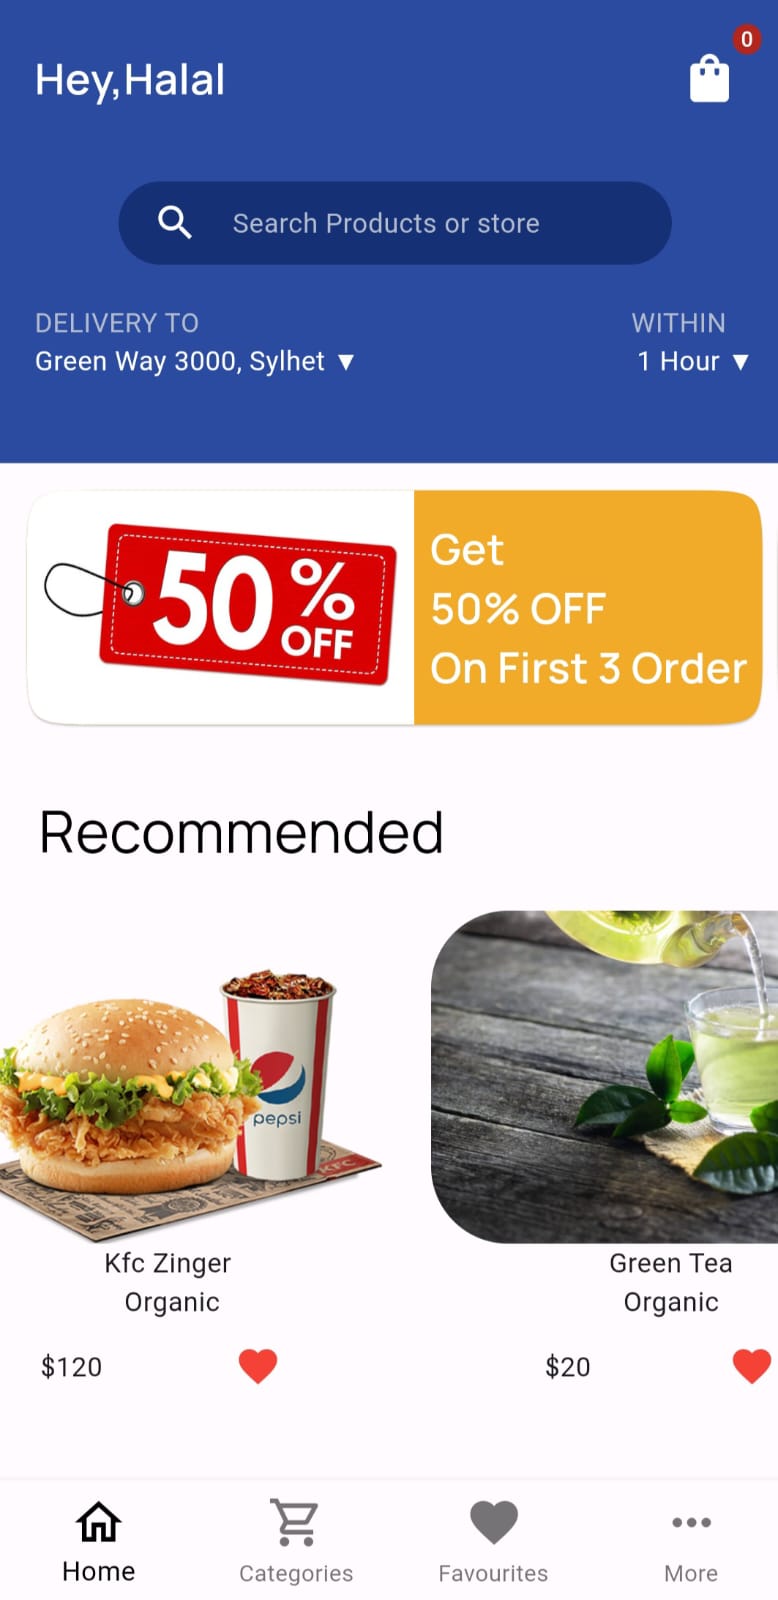 0
Hey,Halal
Search Products or store
DELIVERY TO
WITHIN
Green Way 3000, Sylhet ▼
1 Hour ▼
50% OFF
Get
50% OFF
On First 3 Order
Recommended
pepsi
KFC
Kfc Zinger
Organic
$120
Green Tea
Organic
$20
Home
Categories
Favourites
More